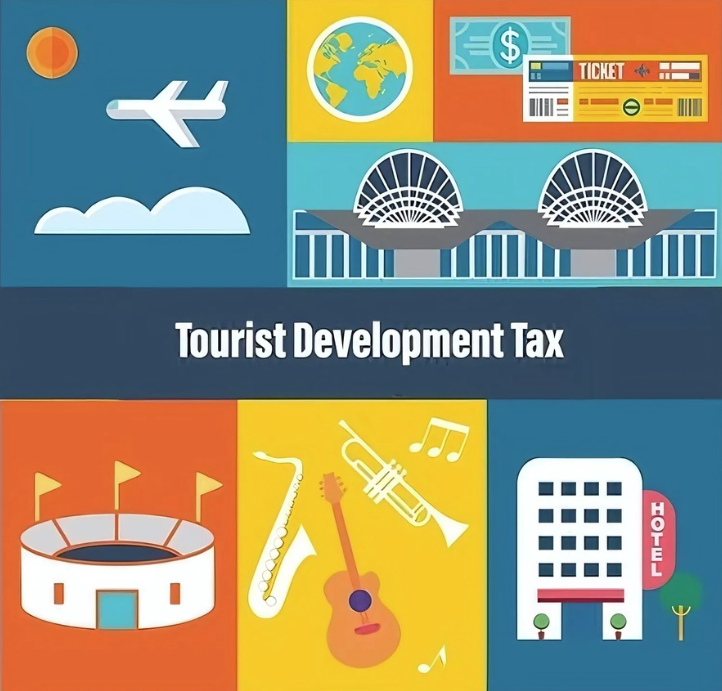 $
TICKET
Tourist Development Tax
HOTEL